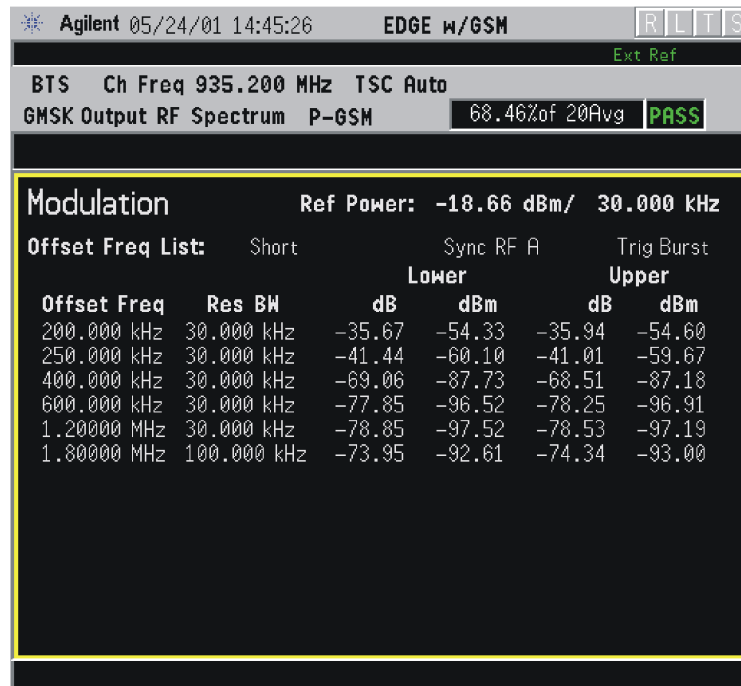 Agilent 05/24/01 14:45:26 EDGE w/GSM R L T S
Ext Ref
BTS Ch Freq 935.200 MHz TSC Auto
GMSK Output RF Spectrum P-GSM 68.46%of 20Avg PASS
Modulation Ref Power: -18.66 dBm/ 30.000 kHz
Offset Freq List: Short Sync RF A Trig Burst
Lower Upper
Offset Freq Res BW dB dBm dB dBm
200.000 kHz 30.000 kHz -35.67 -54.33 -35.94 -54.60
250.000 kHz 30.000 kHz -41.44 -60.10 -41.01 -59.67
400.000 kHz 30.000 kHz -69.06 -87.73 -68.51 -87.18
600.000 kHz 30.000 kHz -77.85 -96.52 -78.25 -96.91
1.20000 MHz 30.000 kHz -78.85 -97.52 -78.53 -97.19
1.80000 MHz 100.000 kHz -73.95 -92.61 -74.34 -93.00